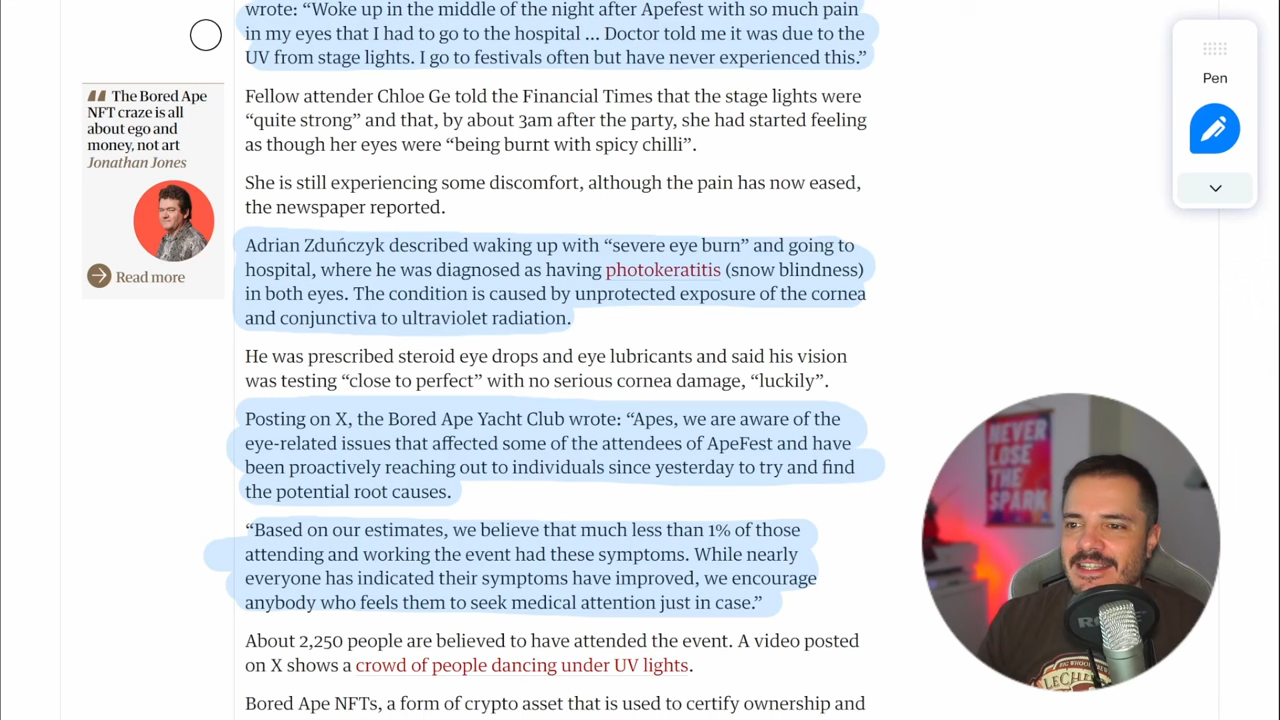 wrote: “Woke up in the middle of the night after Apefest with so much pain
in my eyes that I had to go to the hospital ... Doctor told me it was due to the
UV from stage lights. I go to festivals often but have never experienced this.”
Fellow attender Chloe Ge told the Financial Times that the stage lights were
“quite strong” and that, by about 3am after the party, she had started feeling
as though her eyes were “being burnt with spicy chilli”.
She is still experiencing some discomfort, although the pain has now eased,
the newspaper reported.
Adrian Zduńczyk described waking up with “severe eye burn” and going to
hospital, where he was diagnosed as having photokeratitis (snow blindness)
in both eyes. The condition is caused by unprotected exposure of the cornea
and conjunctiva to ultraviolet radiation.
He was prescribed steroid eye drops and eye lubricants and said his vision
was testing “close to perfect” with no serious cornea damage, “luckily”.
Posting on X, the Bored Ape Yacht Club wrote: “Apes, we are aware of the
eye-related issues that affected some of the attendees of ApeFest and have
been proactively reaching out to individuals since yesterday to try and find
the potential root causes.
“Based on our estimates, we believe that much less than 1% of those
attending and working the event had these symptoms. While nearly
everyone has indicated their symptoms have improved, we encourage
anybody who feels them to seek medical attention just in case.”
About 2,250 people are believed to have attended the event. A video posted
on X shows a crowd of people dancing under UV lights.
Bored Ape NFTs, a form of crypto asset that is used to certify ownership and
“ The Bored Ape
NFT craze is all
about ego and
money, not art
Jonathan Jones
Read more
Pen
NEVER
LOSE
THE
SPARK